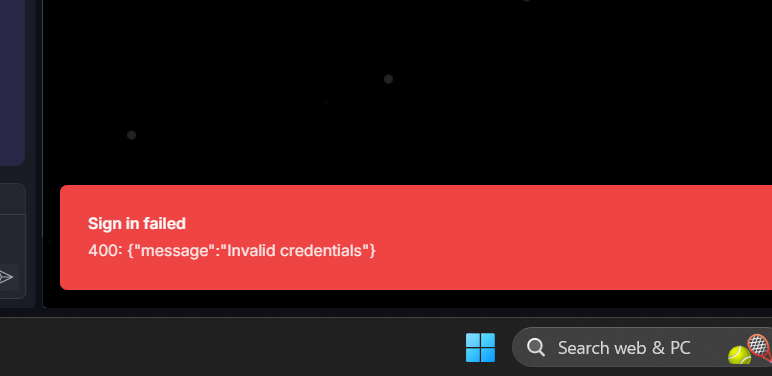 Sign in failed
400: {"message":"Invalid credentials"}
Search web & PC